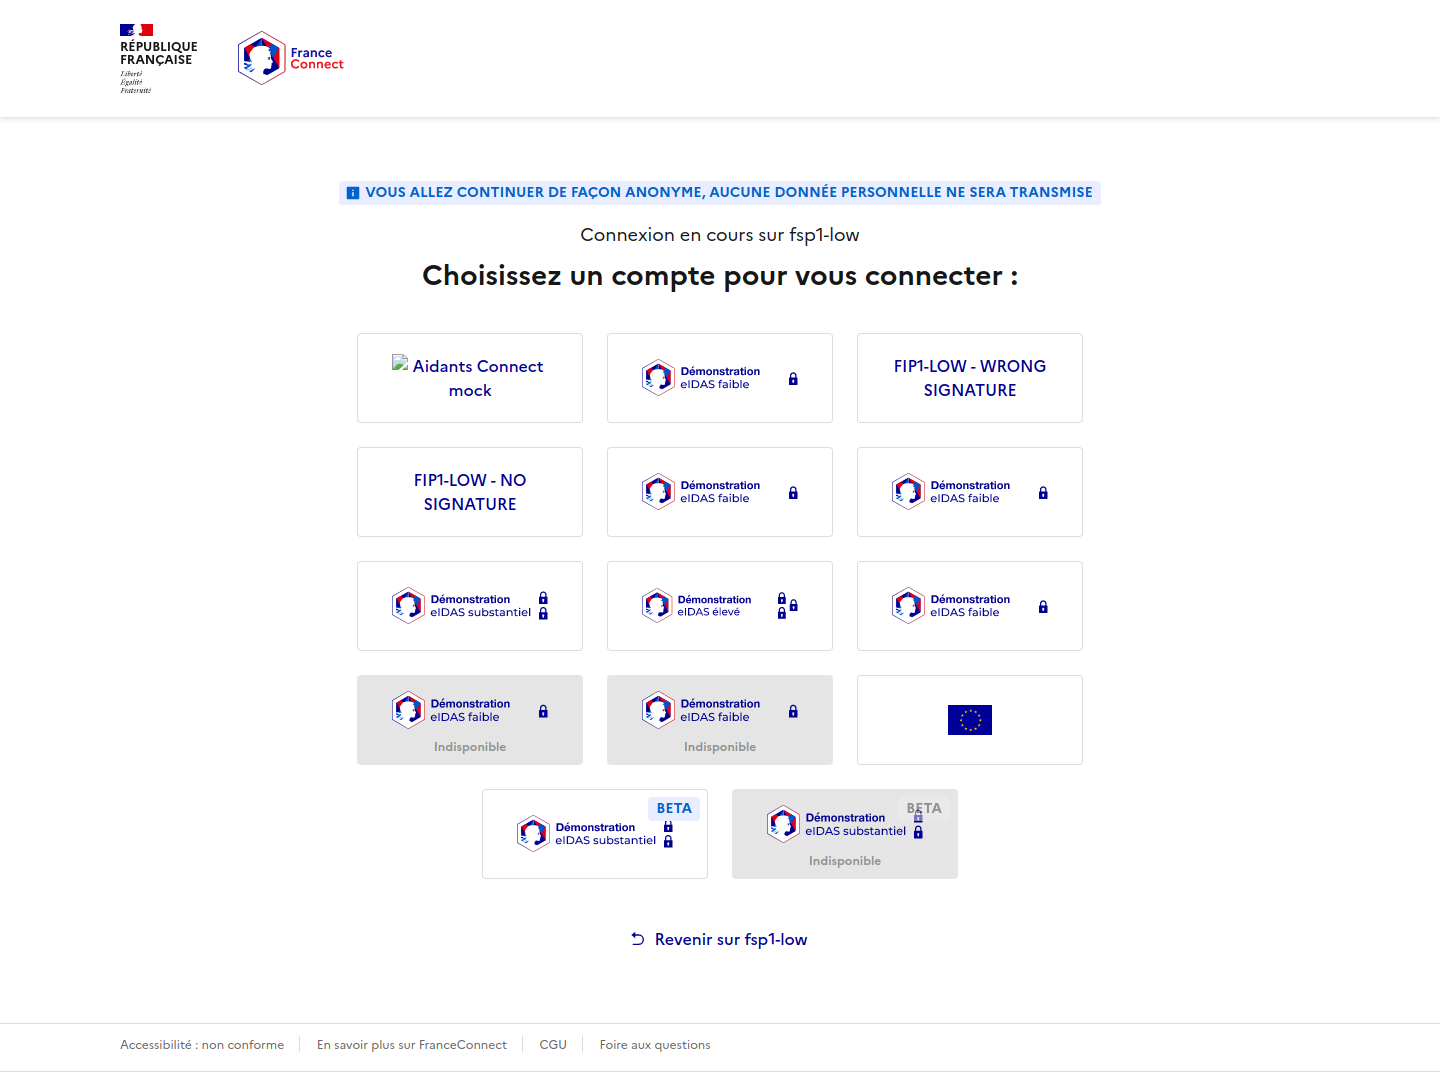 RÉPUBLIQUE
FRANÇAISE
Liberté
Égalité
Fraternité
France
Connect
VOUS ALLEZ CONTINUER DE FAÇON ANONYME, AUCUNE DONNÉE PERSONNELLE NE SERA TRANSMISE
Connexion en cours sur fsp1-low
Choisissez un compte pour vous connecter :
Aidants Connect
mock
Démonstration
eIDAS faible
FIP1-LOW - WRONG
SIGNATURE
FIP1-LOW - NO
SIGNATURE
Démonstration
eIDAS faible
Démonstration
eIDAS faible
Démonstration
eIDAS substantiel
Démonstration
eIDAS élevé
Démonstration
eIDAS faible
Démonstration
eIDAS faible
Indisponible
Démonstration
eIDAS faible
Indisponible
BETA
Démonstration
eIDAS substantiel
BETA
Démonstration
eIDAS substantiel
Indisponible
Revenir sur fsp1-low
Accessibilité : non conforme
En savoir plus sur FranceConnect
CGU
Foire aux questions